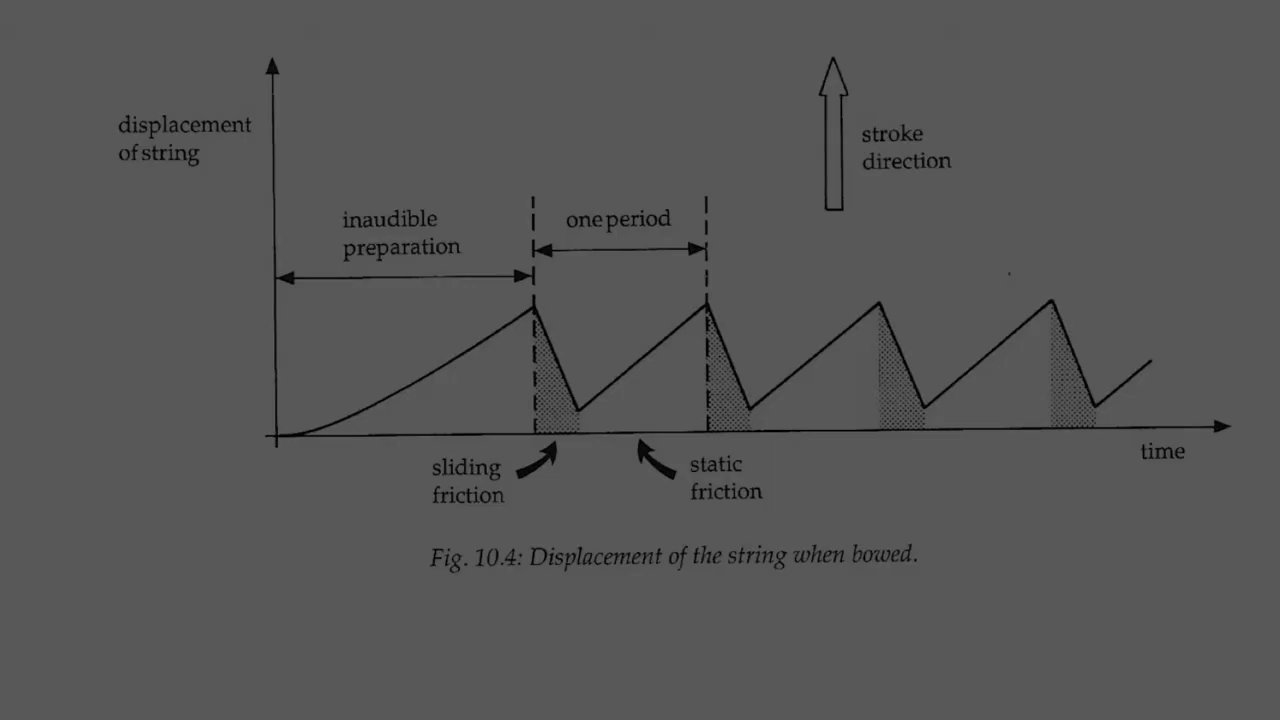 displacement
of string
stroke
direction
inaudible
preparation
one period
sliding
friction
static
friction
time
Fig. 10.4: Displacement of the string when bowed.